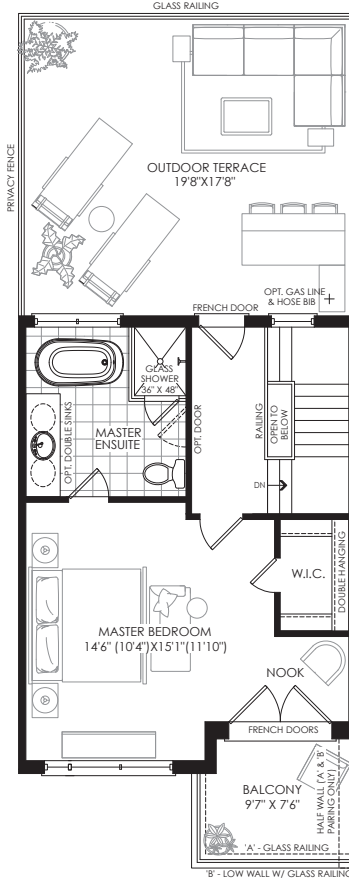 GLASS RAILING
PRIVACY FENCE
OUTDOOR TERRACE
19'8"X17'8"
OPT. GAS LINE
& HOSE BIB
FRENCH DOOR
GLASS
SHOWER
36" X 48"
OPT. DOUBLE SINKS
MASTER
ENSUITE
OPT. DOOR
RAILING
OPEN TO
BELOW
DN
W.I.C.
DOUBLE HANGING
MASTER BEDROOM
14'6" (10'4")X15'1"(11'10")
NOOK
FRENCH DOORS
BALCONY
9'7" X 7'6"
HALF WALL ('A' & 'B'
PAIRING ONLY)
'A' - GLASS RAILING
'B' - LOW WALL W/ GLASS RAILING